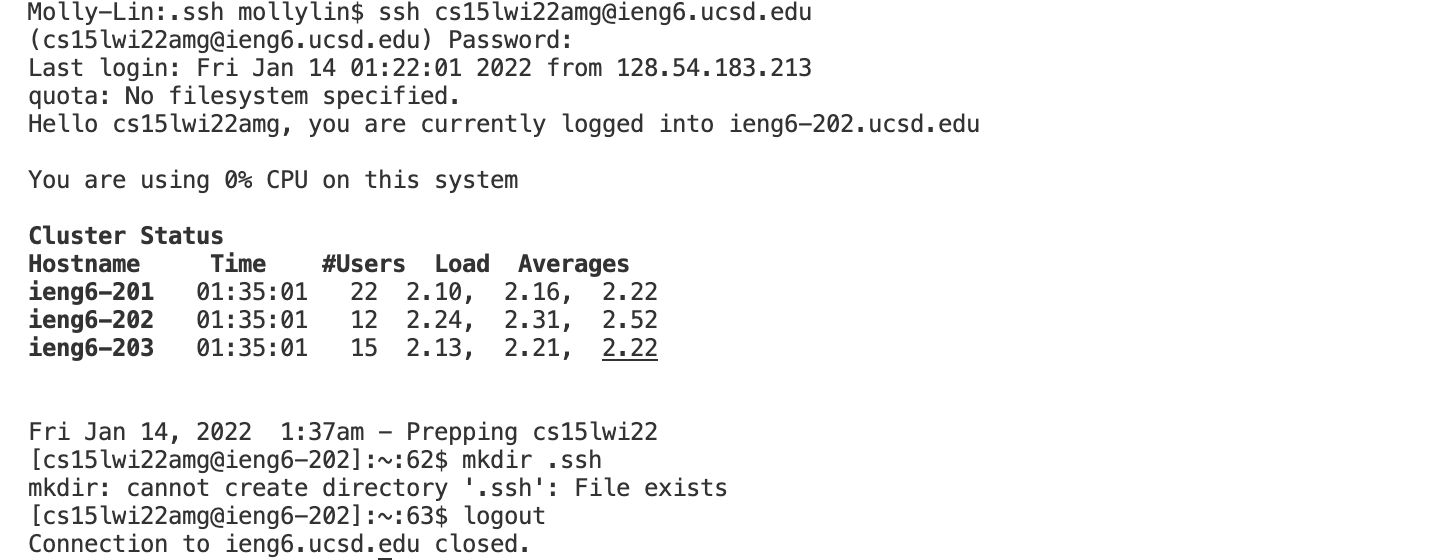 Molly-Lin:.ssh mollylin$ ssh cs15lwi22amg@ieng6.ucsd.edu
(cs15lwi22amg@ieng6.ucsd.edu) Password:
Last login: Fri Jan 14 01:22:01 2022 from 128.54.183.213
quota: No filesystem specified.
Hello cs15lwi22amg, you are currently logged into ieng6-202.ucsd.edu
You are using 0% CPU on this system
Cluster Status
Hostname     Time    #Users  Load  Averages
ieng6-201   01:35:01   22  2.10,  2.16,  2.22
ieng6-202   01:35:01   12  2.24,  2.31,  2.52
ieng6-203   01:35:01   15  2.13,  2.21,  2.22
Fri Jan 14, 2022  1:37am - Prepping cs15lwi22
[cs15lwi22amg@ieng6-202]:~:62$ mkdir .ssh
mkdir: cannot create directory '.ssh': File exists
[cs15lwi22amg@ieng6-202]:~:63$ logout
Connection to ieng6.ucsd.edu closed.